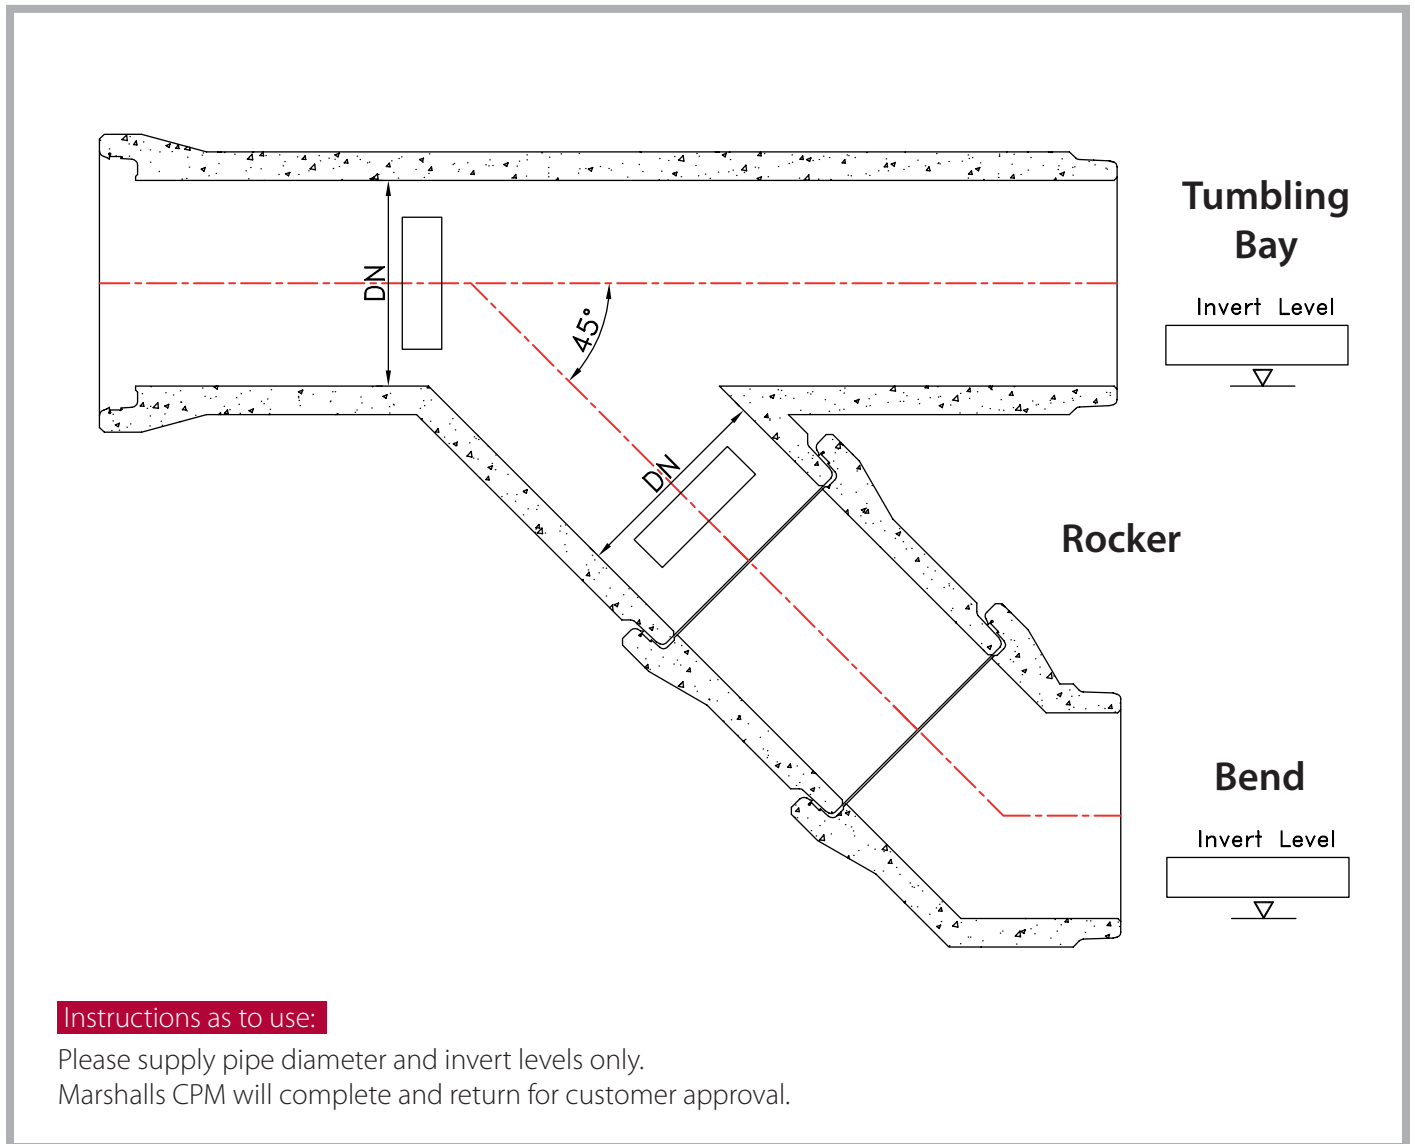 Tumbling
Bay
Invert Level
DN
45°
DN
Rocker
Bend
Invert Level
Instructions as to use:
Please supply pipe diameter and invert levels only.
Marshalls CPM will complete and return for customer approval.